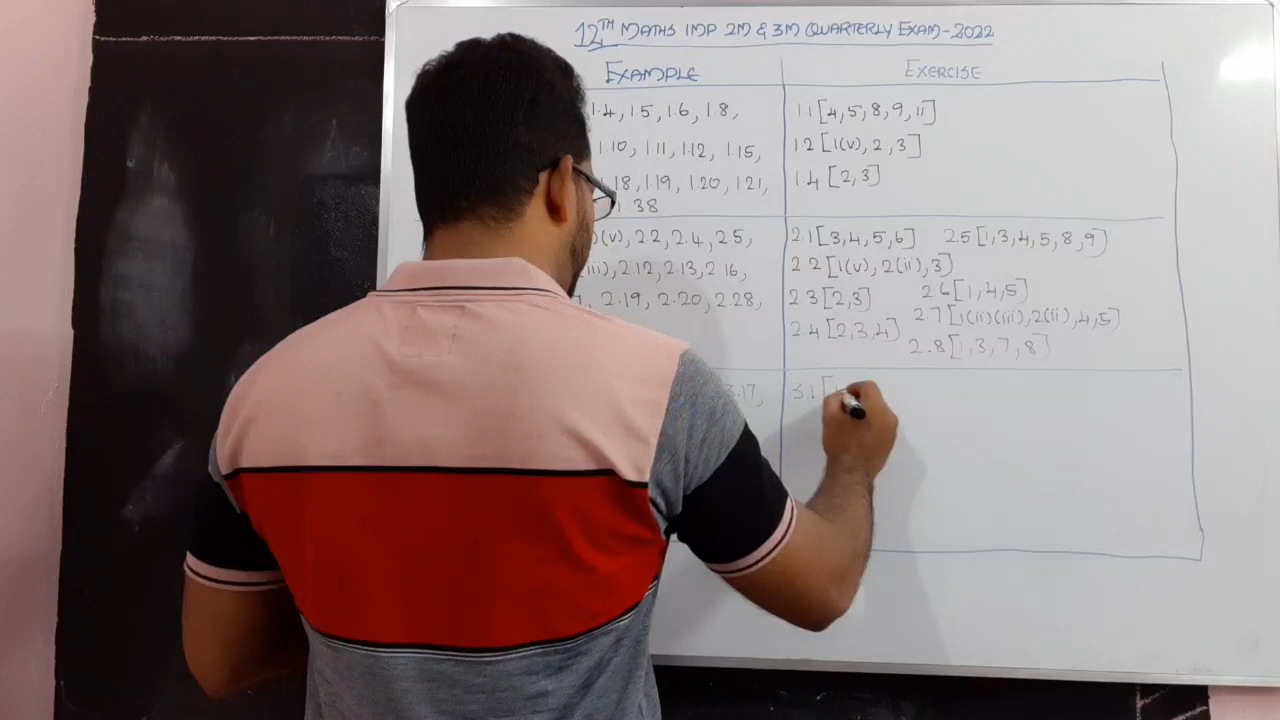 12TH MATHS IMP 2M & 3M QUARTERLY EXAM-2022
EXAMPLE
EXERCISE
1.4, 1.5, 1.6, 1.8,
1.10, 1.11, 1.12, 1.15,
18, 1.19, 1.20, 1.21,
1.38
1.1 [4,5,8,9,11]
1.2 [1(v), 2, 3]
1.4 [2,3]
(v), 2.2, 2.4, 2.5,
iii), 2.12, 2.13, 2.16,
2.19, 2.20, 2.28,
2.1 [3,4,5,6] 2.5 [1,3,4,5,8,9]
2.2 [1(v), 2(ii), 3]
2.3 [2,3] 2.6 [1,4,5]
2.4 [2,3,4] 2.7 [1(ii)(iii), 2(ii), 4,5]
2.8 [1,3,7,8]
3.17,
3.1 [